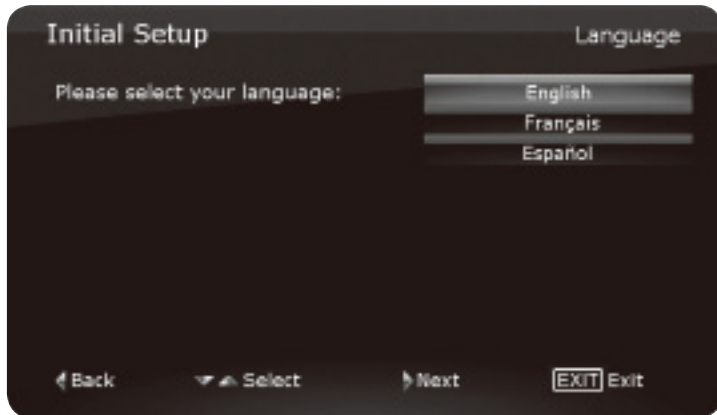 Initial Setup Language
Please select your language: English
Français
Español
Back Select Next EXIT Exit